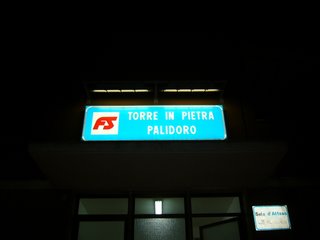 FS
TORRE IN PIETRA
PALIDORO
Sala d'Attesa